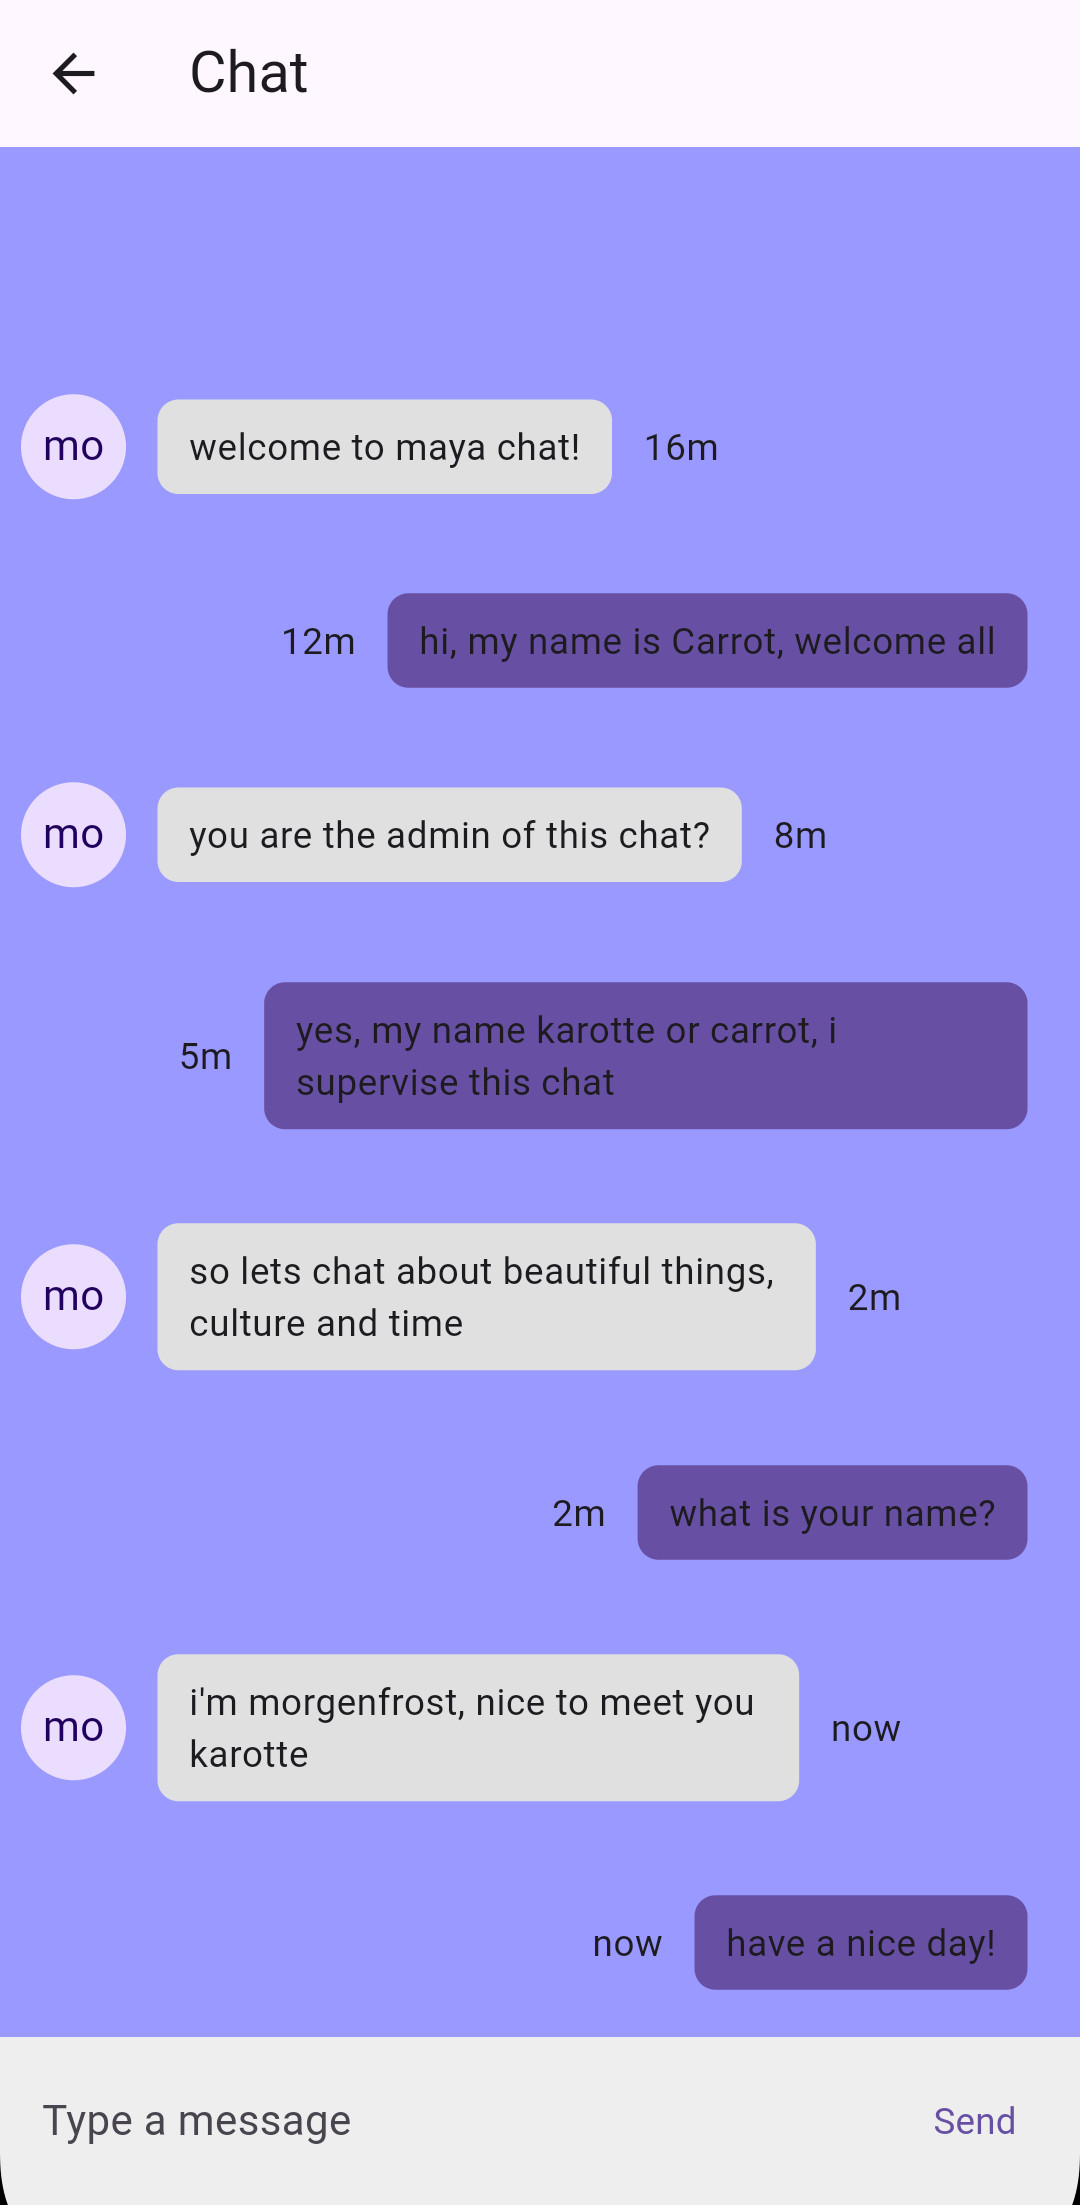 Chat
mo
welcome to maya chat!
16m
12m
hi, my name is Carrot, welcome all
mo
you are the admin of this chat?
8m
5m
yes, my name karotte or carrot, i
supervise this chat
mo
so lets chat about beautiful things,
culture and time
2m
2m
what is your name?
mo
i'm morgenfrost, nice to meet you
karotte
now
now
have a nice day!
Type a message
Send